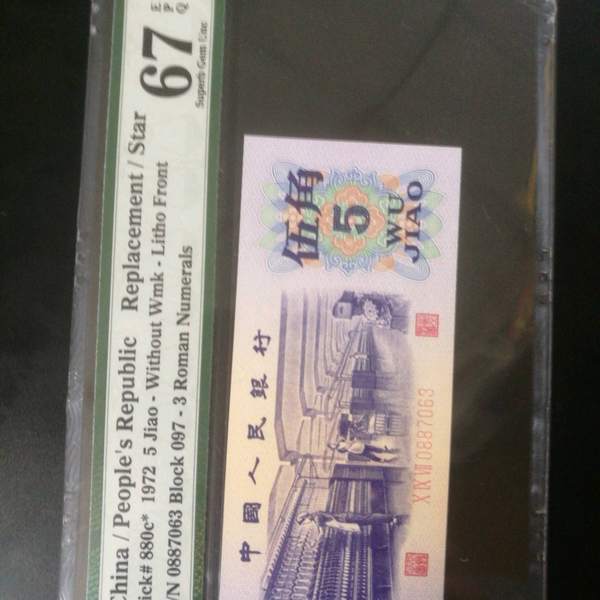 China / People's Republic Replacement / Star
ick# 880c* 1972 5 Jiao - Without Wmk - Litho Front
/N 0887063 Block 097 - 3 Roman Numerals
67
EPQ
Superb Gem Unc
中國人民銀行
伍角
5
WU
JIAO
0887063